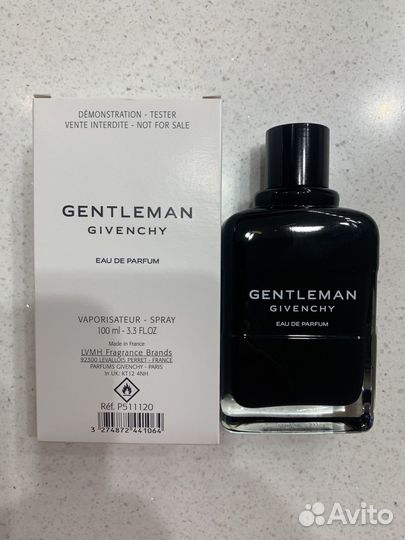 DÉMONSTRATION - TESTER
VENTE INTERDITE - NOT FOR SALE
GENTLEMAN
GIVENCHY
EAU DE PARFUM
VAPORISATEUR - SPRAY
100 ml - 3.3 FL.OZ
Made in France
LVMH Fragrance Brands
92300 LEVALLOIS PERRET - FRANCE
PARFUMS GIVENCHY - PARIS
In UK: KT12 4NH
Réf. P511120
3 274872 441064
GENTLEMAN
GIVENCHY
EAU DE PARFUM
Avito